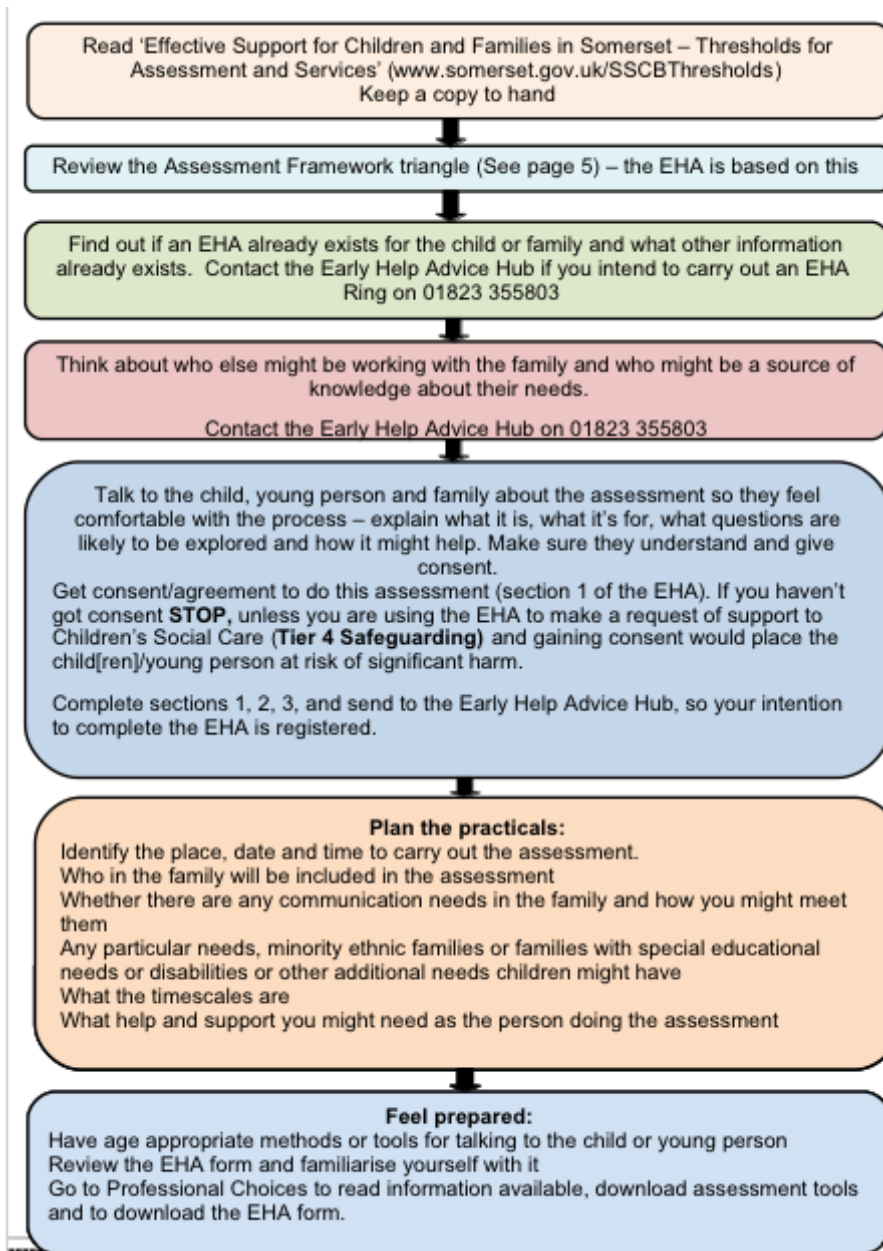 Read ‘Effective Support for Children and Families in Somerset – Thresholds for
Assessment and Services’ (www.somerset.gov.uk/SSCBThresholds)
Keep a copy to hand
Review the Assessment Framework triangle (See page 5) – the EHA is based on this
Find out if an EHA already exists for the child or family and what other information
already exists.  Contact the Early Help Advice Hub if you intend to carry out an EHA
Ring on 01823 355803
Think about who else might be working with the family and who might be a source of
knowledge about their needs.
Contact the Early Help Advice Hub on 01823 355803
Talk to the child, young person and family about the assessment so they feel
comfortable with the process – explain what it is, what it’s for, what questions are
likely to be explored and how it might help. Make sure they understand and give
consent.
Get consent/agreement to do this assessment (section 1 of the EHA). If you haven’t
got consent STOP, unless you are using the EHA to make a request of support to
Children’s Social Care (Tier 4 Safeguarding) and gaining consent would place the
child[ren]/young person at risk of significant harm.
Complete sections 1, 2, 3, and send to the Early Help Advice Hub, so your intention
to complete the EHA is registered.
Plan the practicals:
Identify the place, date and time to carry out the assessment.
Who in the family will be included in the assessment
Whether there are any communication needs in the family and how you might meet
them
Any particular needs, minority ethnic families or families with special educational
needs or disabilities or other additional needs children might have
What the timescales are
What help and support you might need as the person doing the assessment
Feel prepared:
Have age appropriate methods or tools for talking to the child or young person
Review the EHA form and familiarise yourself with it
Go to Professional Choices to read information available, download assessment tools
and to download the EHA form.